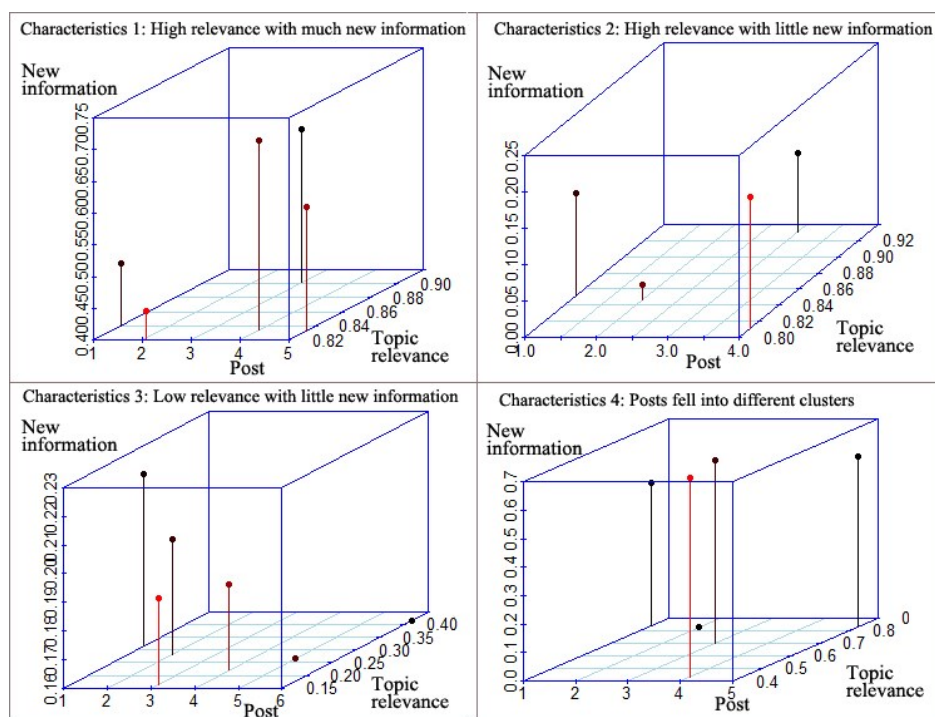 Characteristics 1: High relevance with much new information
New
information
0.40 0.45 0.50 0.55 0.60 0.65 0.70 0.75
1 2 3 4 5
Post
0.82 0.84 0.86 0.88 0.90
Topic
relevance
Characteristics 2: High relevance with little new information
New
information
0.00 0.05 0.10 0.15 0.20 0.25
1.0 2.0 3.0 4.0
Post
0.80 0.82 0.84 0.86 0.88 0.90 0.92
Topic
relevance
Characteristics 3: Low relevance with little new information
New
information
0.16 0.17 0.18 0.19 0.20 0.21 0.22 0.23
1 2 3 4 5 6
Post
0.15 0.20 0.25 0.30 0.35 0.40
Topic
relevance
Characteristics 4: Posts fell into different clusters
New
information
0.0 0.1 0.2 0.3 0.4 0.5 0.6 0.7
1 2 3 4 5
Post
0.4 0.5 0.6 0.7 0.8 0
Topic
relevance